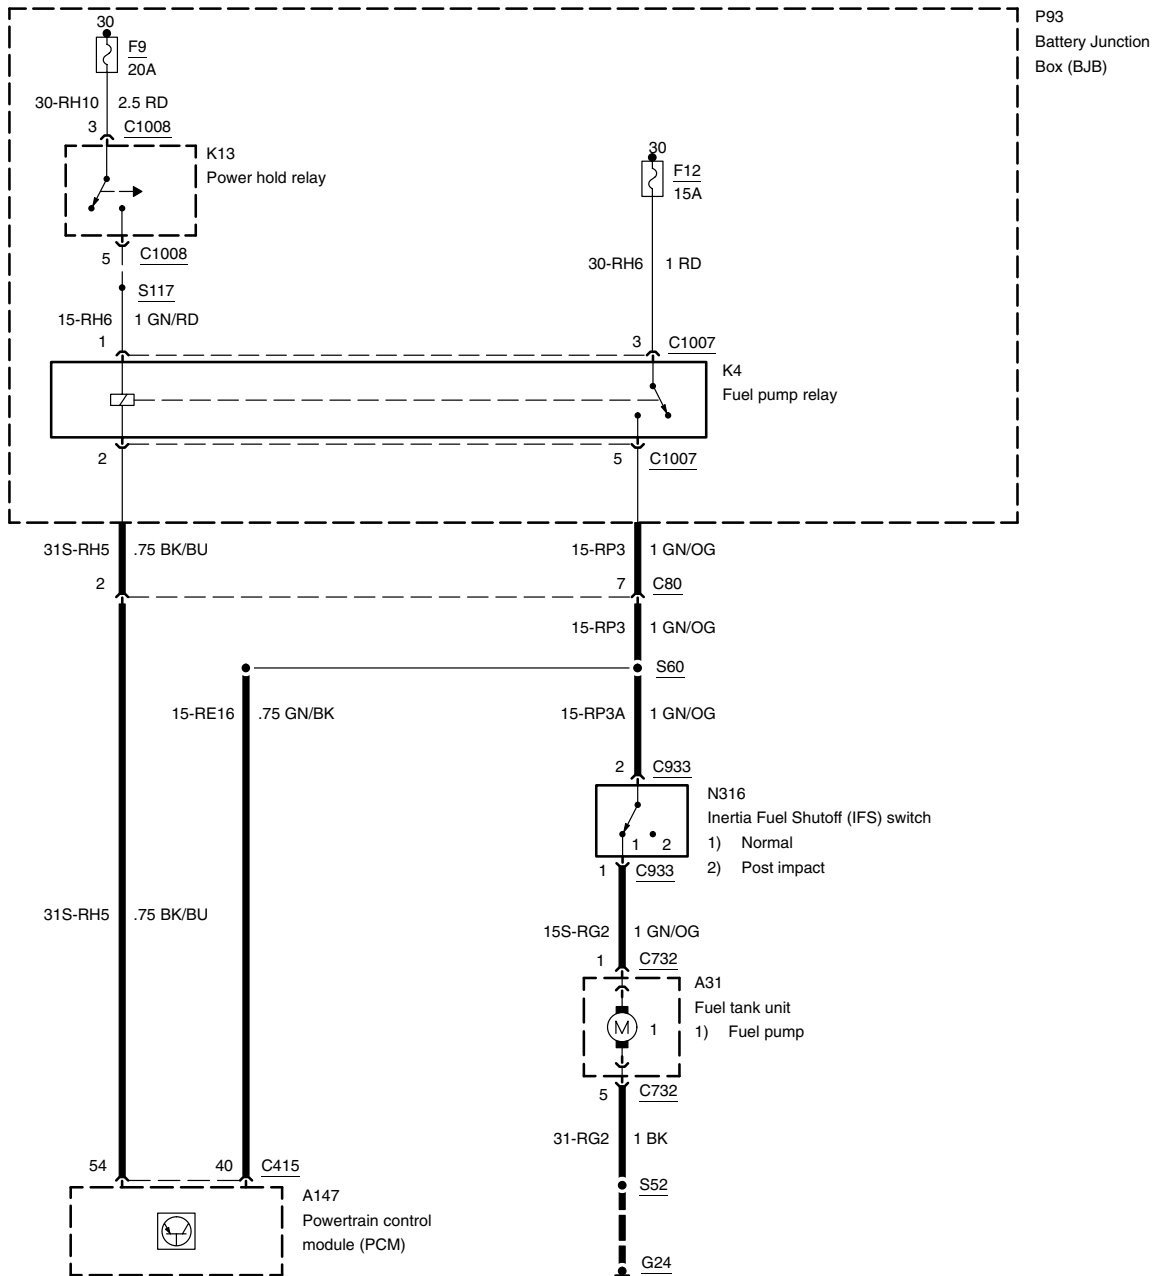 30
P93
Battery Junction
Box (BJB)
F9
20A
30-RH10 2.5 RD
3 C1008
K13
Power hold relay
30
F12
15A
5 C1008
30-RH6 1 RD
S117
15-RH6 1 GN/RD
1
3 C1007
K4
Fuel pump relay
2
5 C1007
31S-RH5 .75 BK/BU
15-RP3 1 GN/OG
2
7 C80
15-RP3 1 GN/OG
S60
15-RE16 .75 GN/BK
15-RP3A 1 GN/OG
2 C933
N316
Inertia Fuel Shutoff (IFS) switch
1) Normal
2) Post impact
1 2
1 C933
31S-RH5 .75 BK/BU
15S-RG2 1 GN/OG
1 C732
A31
Fuel tank unit
1) Fuel pump
M 1
5 C732
31-RG2 1 BK
54
40 C415
S52
A147
Powertrain control
module (PCM)
G24